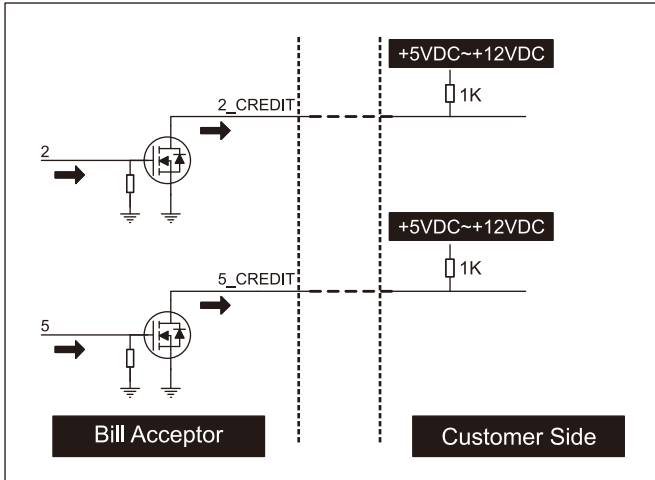 +5VDC~+12VDC
2_CREDIT
1K
2
+5VDC~+12VDC
5_CREDIT
1K
5
Bill Acceptor
Customer Side